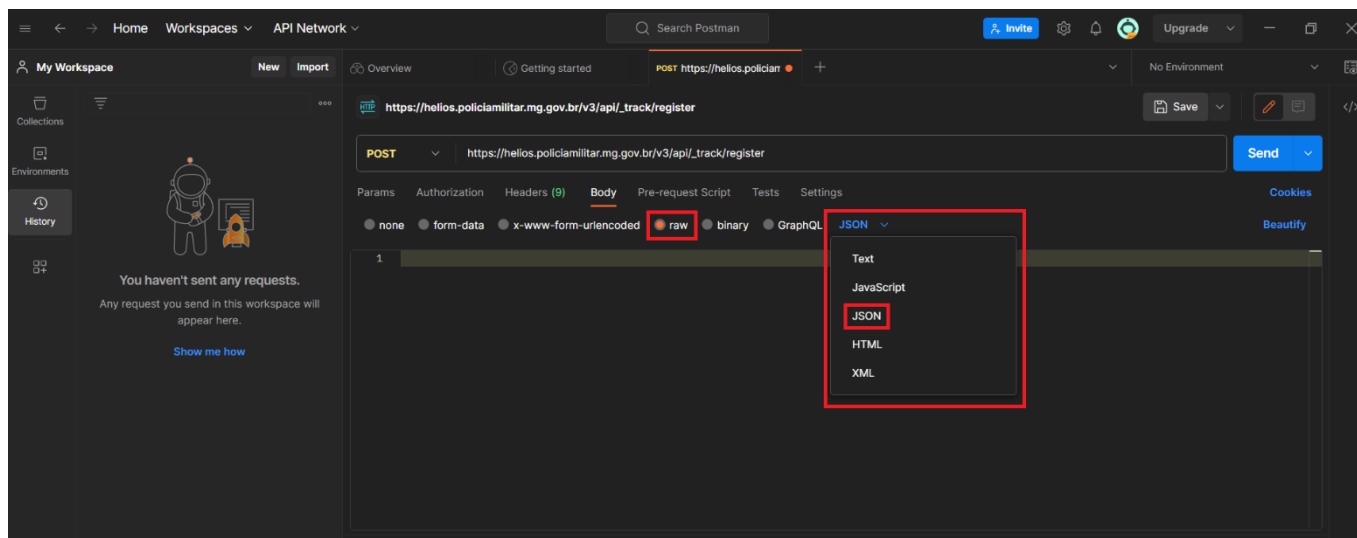 Home Workspaces API Network Search Postman Invite Upgrade
My Workspace New Import Overview Getting started POST https://helios.policiam No Environment
Collections
HTTP https://helios.policiamilitar.mg.gov.br/v3/api/_track/register Save
Environments
POST https://helios.policiamilitar.mg.gov.br/v3/api/_track/register Send
Params Authorization Headers (9) Body Pre-request Script Tests Settings Cookies
History
none form-data x-www-form-urlencoded raw binary GraphQL JSON Beautify
1
Text
You haven't sent any requests.
JavaScript
Any request you send in this workspace will
appear here.
JSON
Show me how
HTML
XML